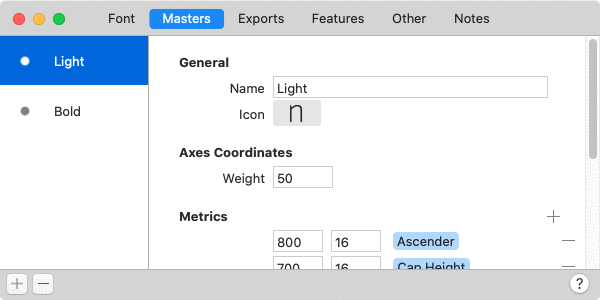 Font Masters Exports Features Other Notes
Light
Bold
General
Name Light
Icon n
Axes Coordinates
Weight 50
Metrics +
800 16 Ascender −
700 16 Cap Height −
+ − ?